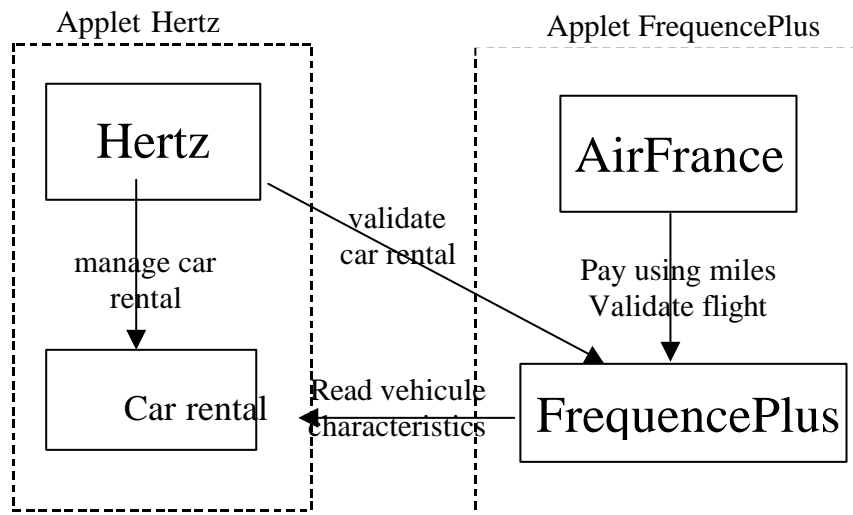 Applet Hertz
Applet FrequencePlus
Hertz
AirFrance
validate
car rental
manage car
rental
Pay using miles
Validate flight
Read vehicule
characteristics
Car rental
FrequencePlus